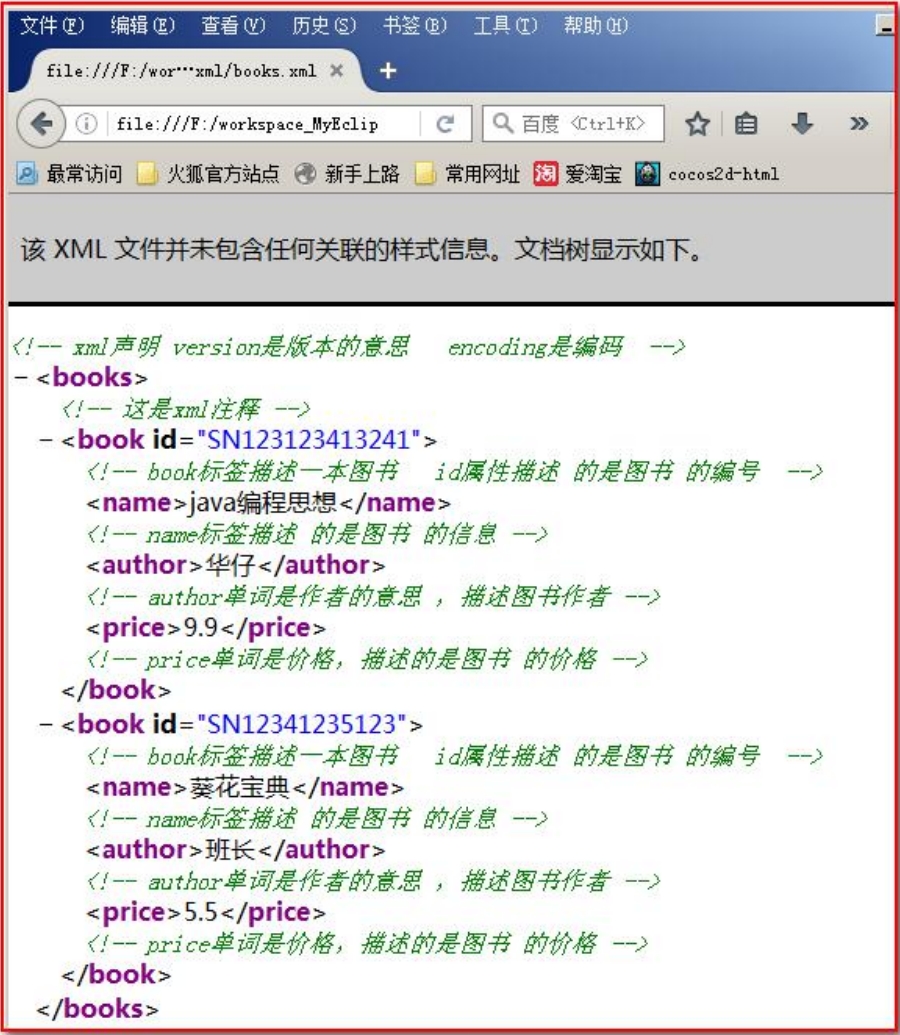 文件(F) 编辑(E) 查看(V) 历史(S) 书签(B) 工具(T) 帮助(H)
file:///F:/wor···xml/books.xml × +
file:///F:/workspace_MyEclip 百度 <Ctrl+K>
最常访问 火狐官方站点 新手上路 常用网址 淘 爱淘宝 cocos2d-html
该 XML 文件并未包含任何关联的样式信息。文档树显示如下。
<!-- xml声明 version是版本的意思 encoding是编码 -->
－<books>
<!-- 这是xml注释 -->
－<book id="SN123123413241">
<!-- book标签描述一本图书 id属性描述 的是图书 的编号 -->
<name>java编程思想</name>
<!-- name标签描述 的是图书 的信息 -->
<author>华仔</author>
<!-- author单词是作者的意思 ，描述图书作者 -->
<price>9.9</price>
<!-- price单词是价格，描述的是图书 的价格 -->
</book>
－<book id="SN12341235123">
<!-- book标签描述一本图书 id属性描述 的是图书 的编号 -->
<name>葵花宝典</name>
<!-- name标签描述 的是图书 的信息 -->
<author>班长</author>
<!-- author单词是作者的意思 ，描述图书作者 -->
<price>5.5</price>
<!-- price单词是价格，描述的是图书 的价格 -->
</book>
</books>